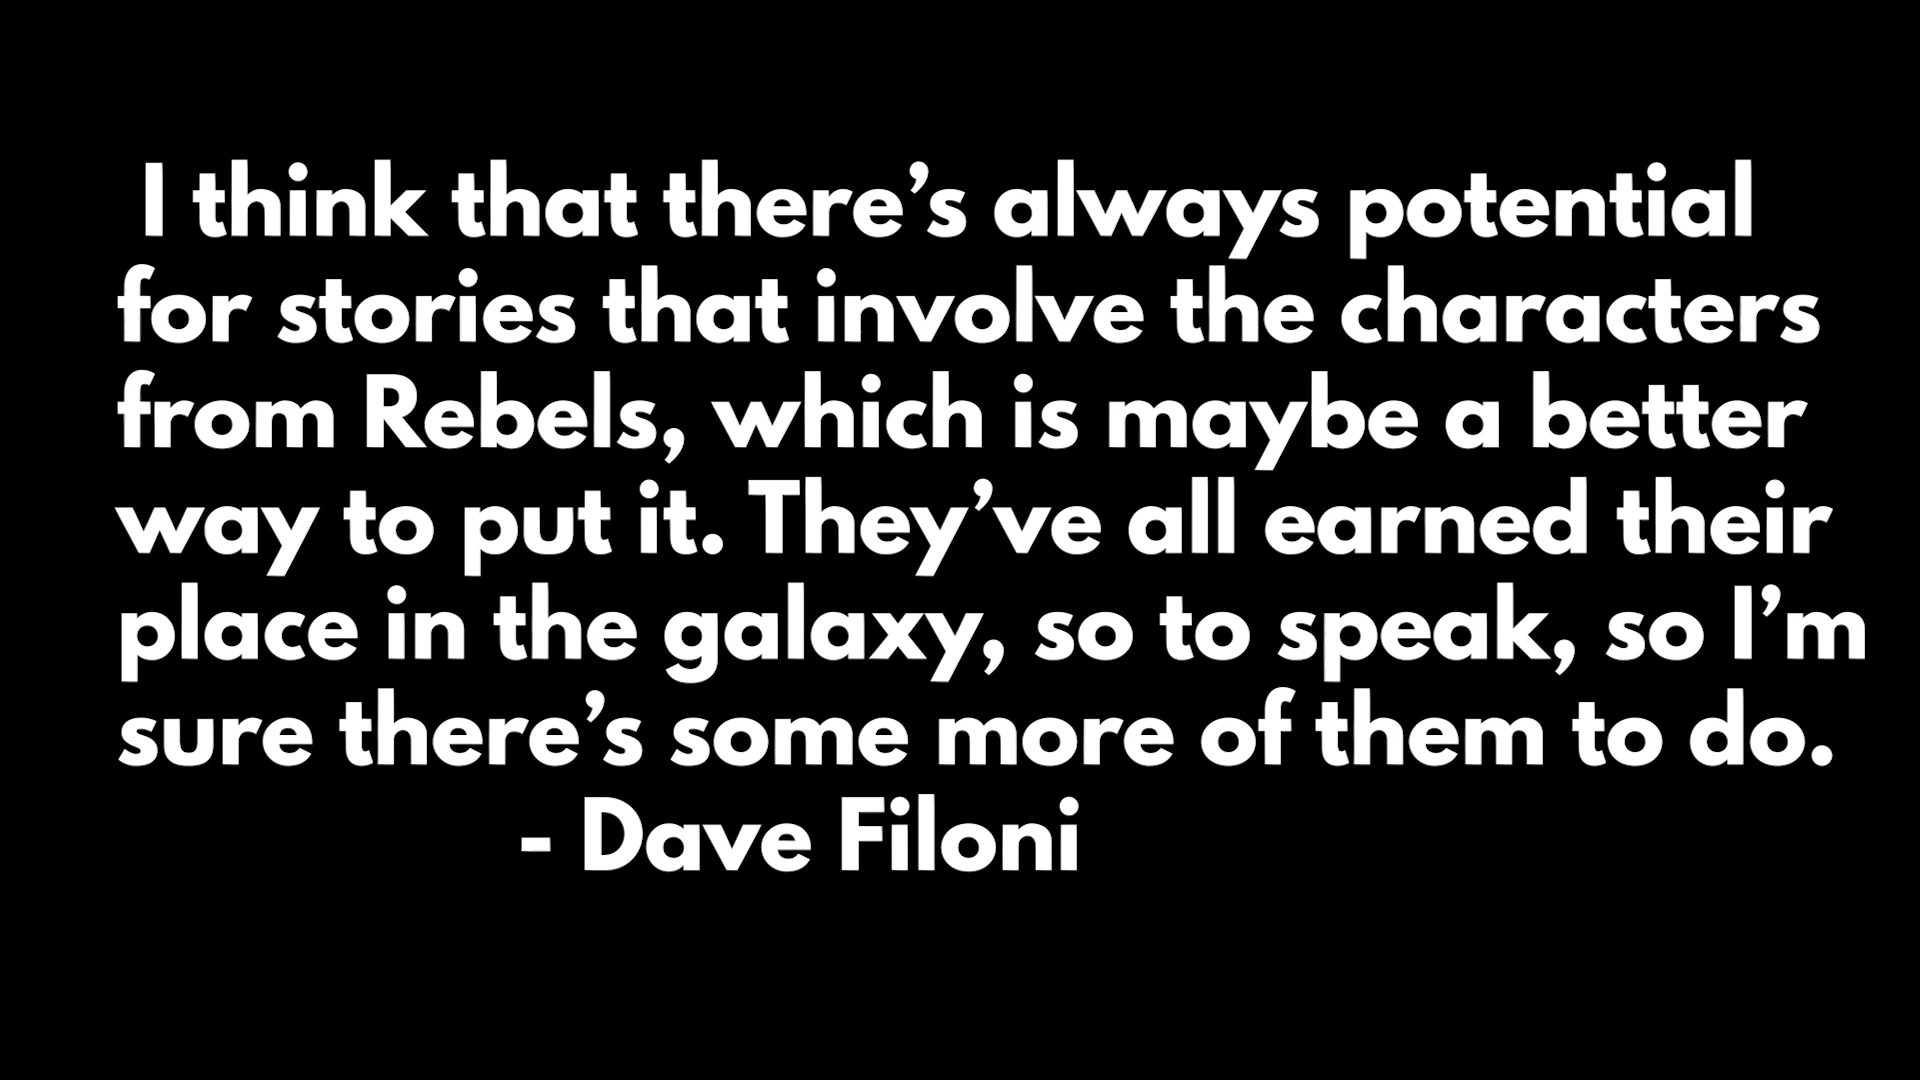 I think that there’s always potential
for stories that involve the characters
from Rebels, which is maybe a better
way to put it. They’ve all earned their
place in the galaxy, so to speak, so I’m
sure there’s some more of them to do.
- Dave Filoni